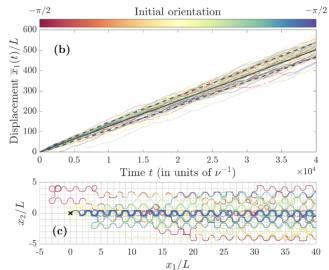 Initial orientation
−π/2 −π/2
(b)
Displacement x̅₁(t)/L
600
500
400
300
200
100
0
0 0.5 1 1.5 2 2.5 3 3.5 4
×10⁴
Time t (in units of ν⁻¹)
(c)
x₂/L
5
0
-5
-5 0 5 10 15 20 25 30 35 40
x₁/L